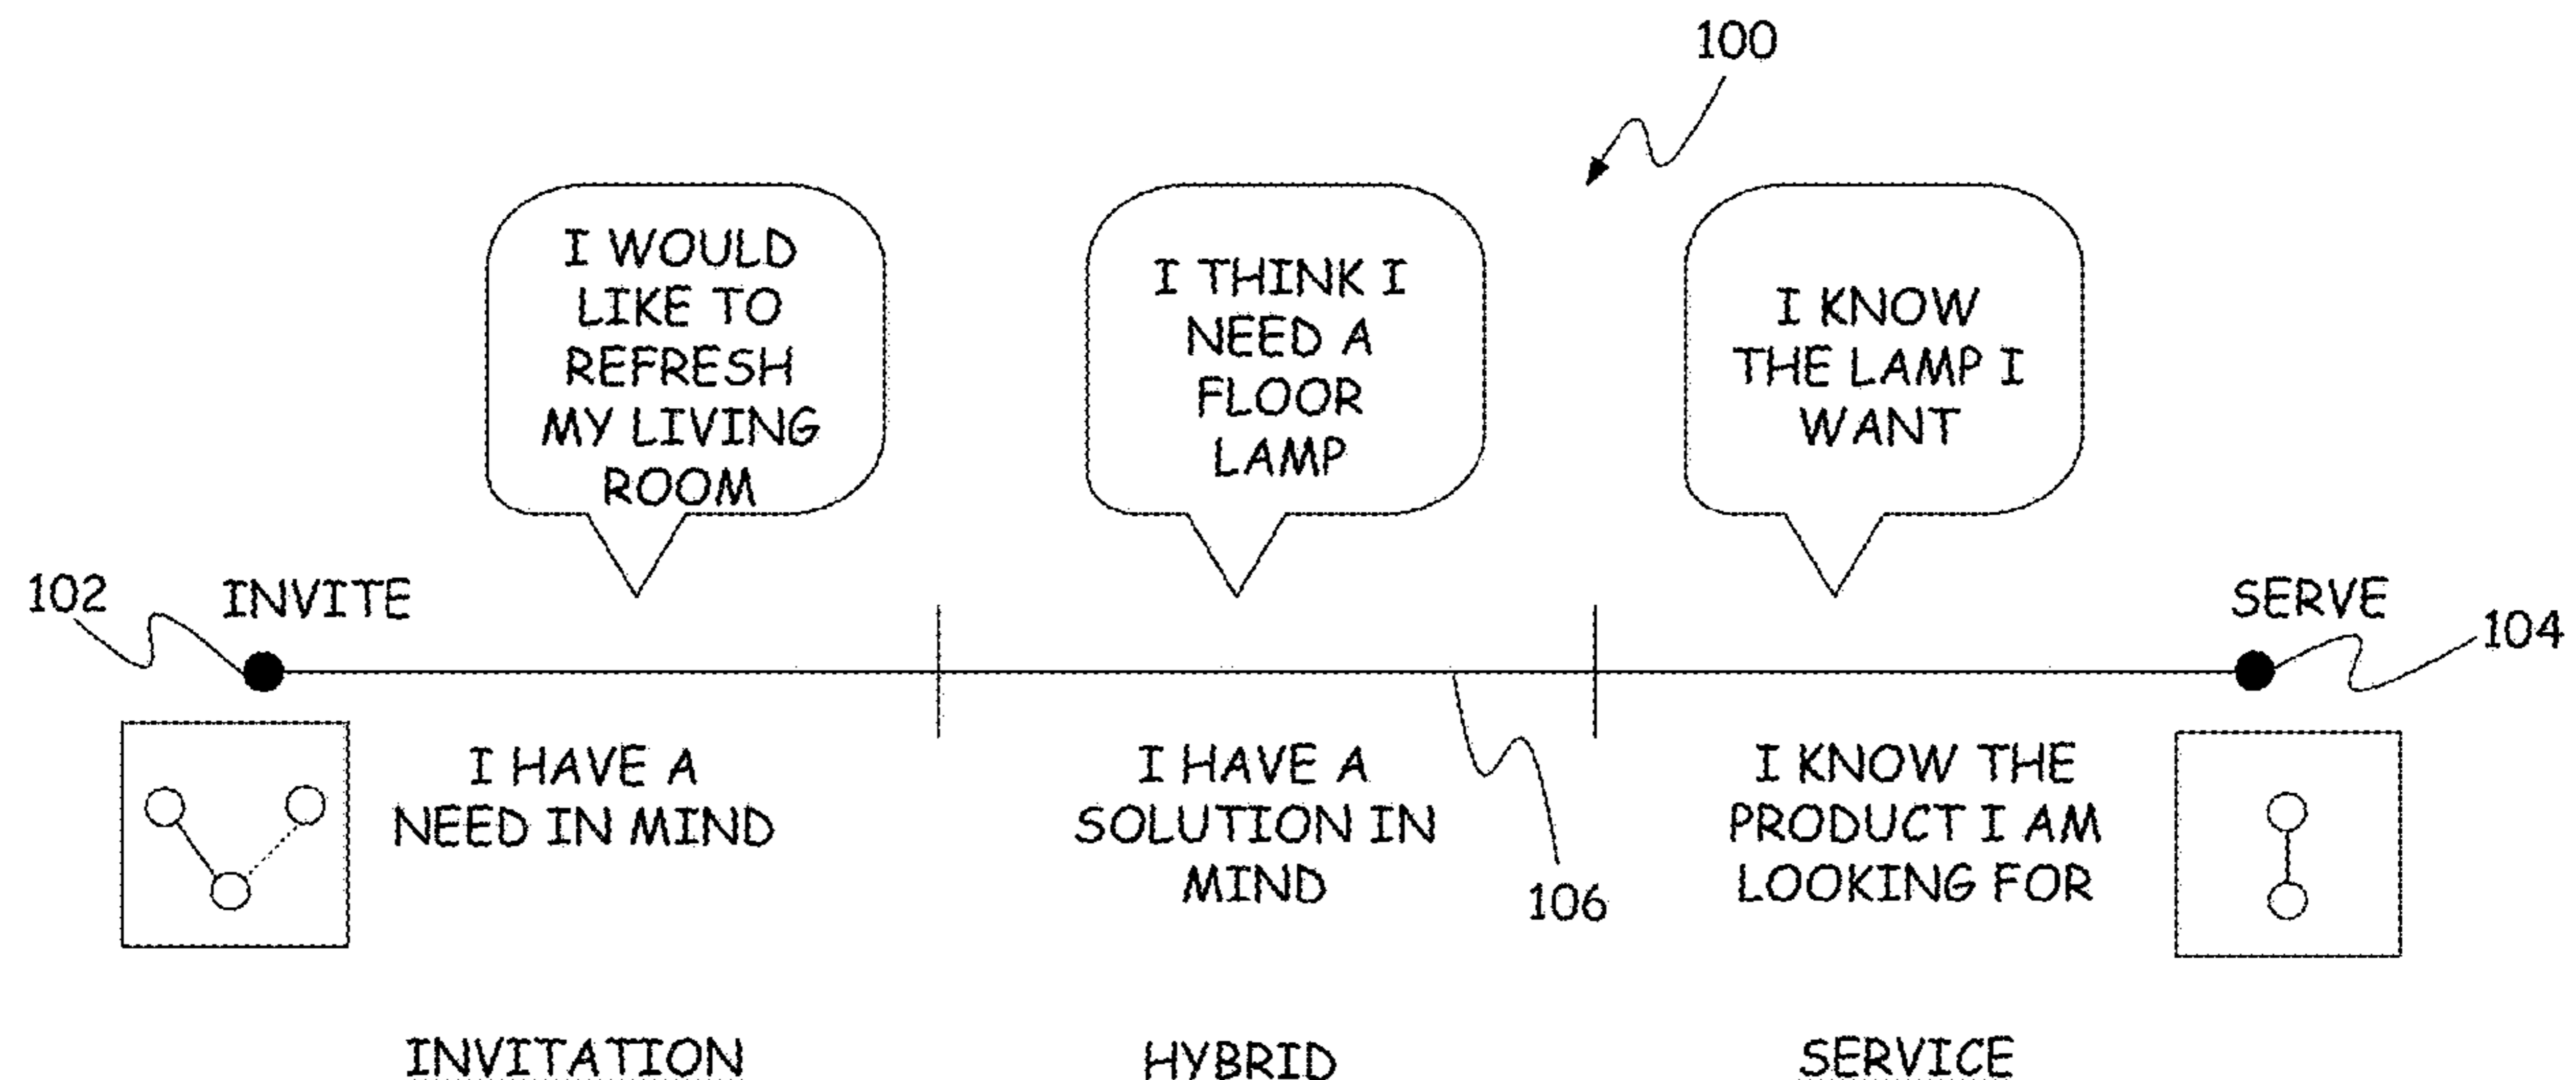 100
I WOULD
LIKE TO
REFRESH
MY LIVING
ROOM
I THINK I
NEED A
FLOOR
LAMP
I KNOW
THE LAMP I
WANT
102
INVITE
SERVE
104
I HAVE A
NEED IN MIND
I HAVE A
SOLUTION IN
MIND
106
I KNOW THE
PRODUCT I AM
LOOKING FOR
INVITATION
HYBRID
SERVICE